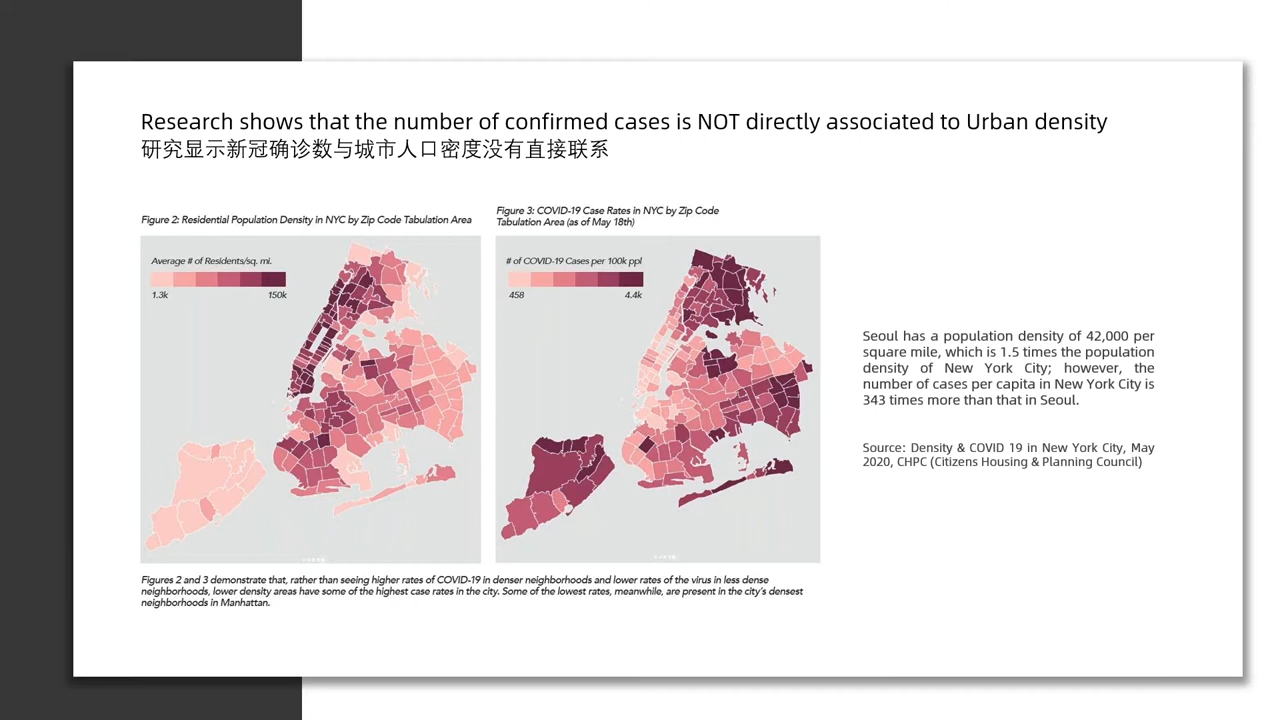 Research shows that the number of confirmed cases is NOT directly associated to Urban density
研究显示新冠确诊数与城市人口密度没有直接联系
Figure 2: Residential Population Density in NYC by Zip Code Tabulation Area
Average # of Residents/sq. mi.
1.3k
150k
Figure 3: COVID-19 Case Rates in NYC by Zip Code
Tabulation Area (as of May 18th)
# of COVID-19 Cases per 100k ppl
458
4.4k
Figures 2 and 3 demonstrate that, rather than seeing higher rates of COVID-19 in denser neighborhoods and lower rates of the virus in less dense
neighborhoods, lower density areas have some of the highest case rates in the city. Some of the lowest rates, meanwhile, are present in the city's densest
neighborhoods in Manhattan.
Seoul has a population density of 42,000 per
square mile, which is 1.5 times the population
density of New York City; however, the
number of cases per capita in New York City is
343 times more than that in Seoul.
Source: Density & COVID 19 in New York City, May
2020, CHPC (Citizens Housing & Planning Council)